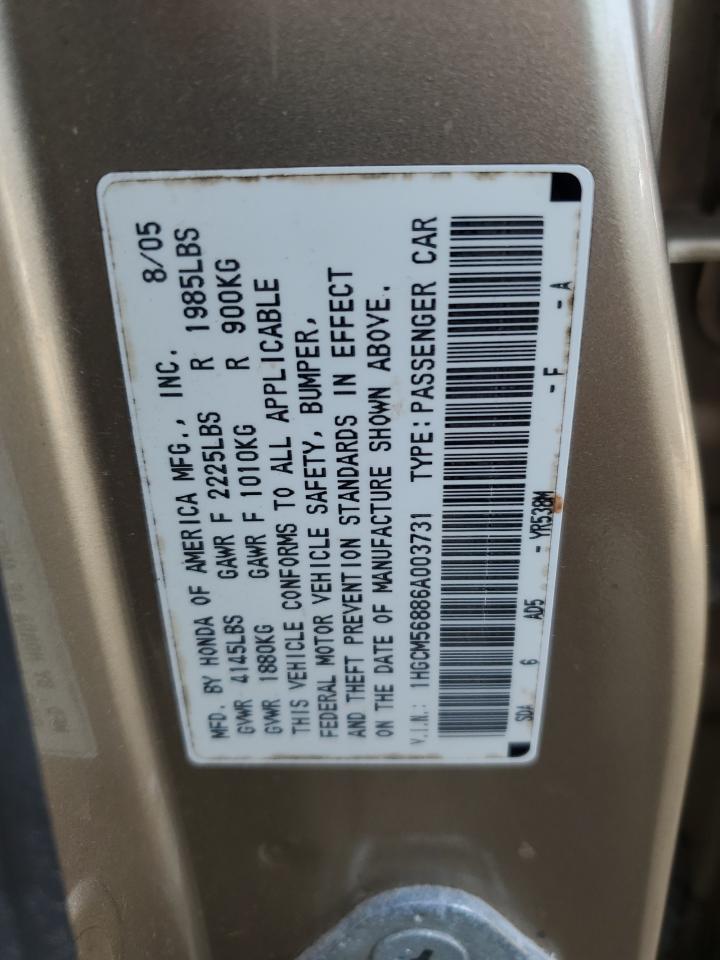 MFD. BY HONDA OF AMERICA MFG., INC. 8/05
GVWR 4145LBS GAWR F 2225LBS R 1985LBS
GVWR 1880KG GAWR F 1010KG R 900KG
THIS VEHICLE CONFORMS TO ALL APPLICABLE
FEDERAL MOTOR VEHICLE SAFETY, BUMPER,
AND THEFT PREVENTION STANDARDS IN EFFECT
ON THE DATE OF MANUFACTURE SHOWN ABOVE.
V.I.N.: 1HGCM56886A003731 TYPE: PASSENGER CAR
SDA 6 AD5 - YR538M - F - A